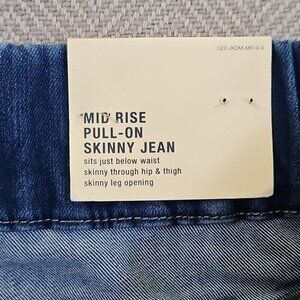 LEZ-JKDM-MR-9-9
MID RISE
PULL-ON
SKINNY JEAN
sits just below waist
skinny through hip & thigh
skinny leg opening